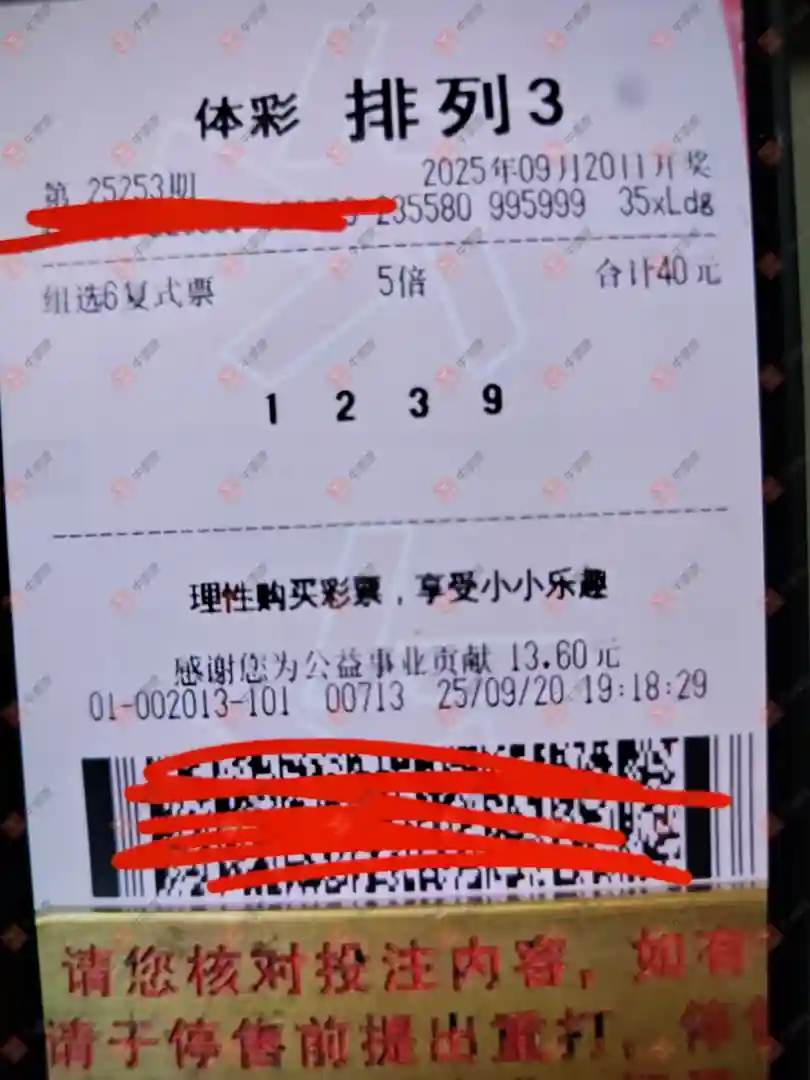 体彩 排列3
第 25253期 2025年09月20日开奖
235580 995999 35xLdg
组选6复式票 5倍 合计40元
1 2 3 9
理性购买彩票，享受小小乐趣
感谢您为公益事业贡献 13.60元
01-002013-101 00713 25/09/20 19:18:29
请您核对投注内容，如有
请于停售前提出重打，停售